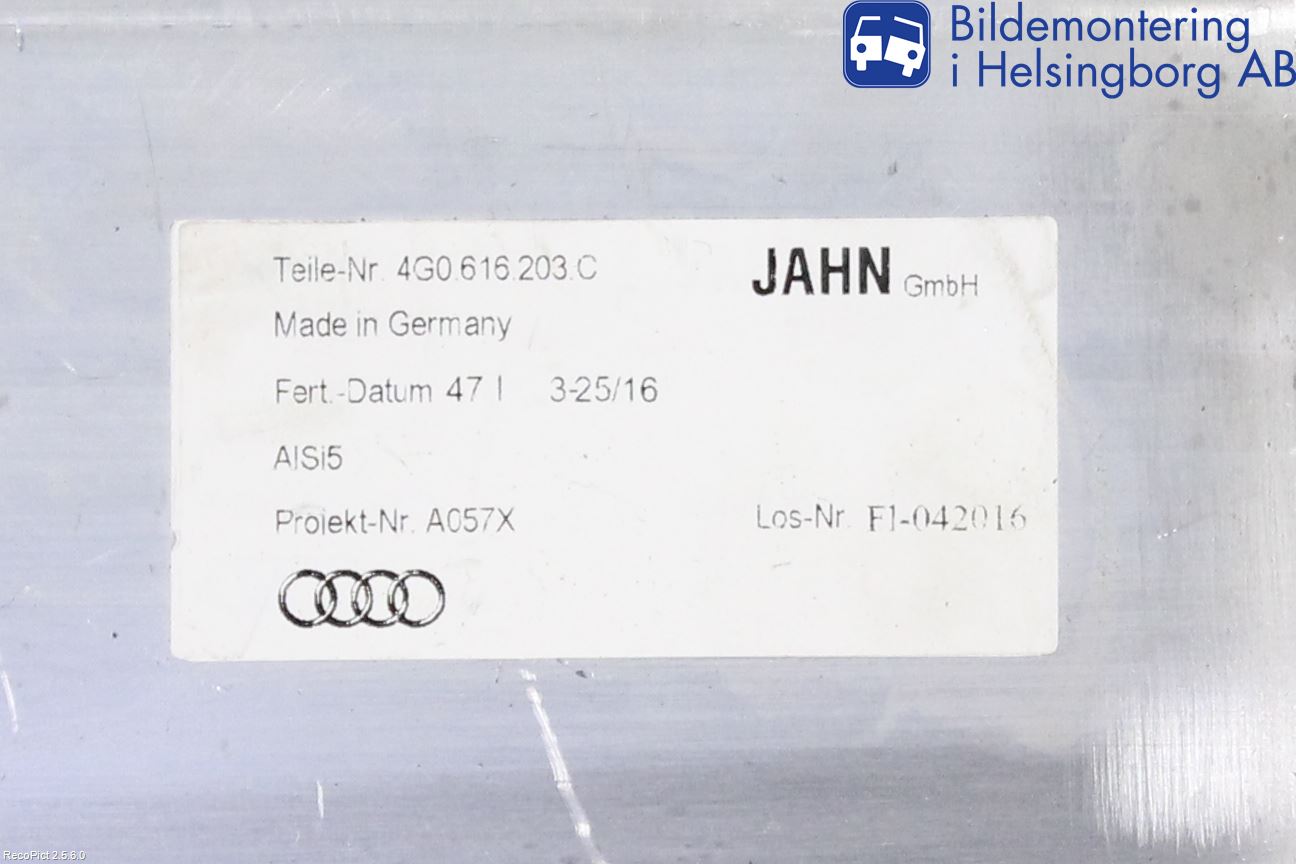 Bildemontering
i Helsingborg AB
Teile-Nr. 4G0.616.203.C
JAHN GmbH
Made in Germany
Fert.-Datum 47 I 3-25/16
AlSi5
Projekt-Nr. A057X
Los-Nr. F1-042016
RecoPict 2.5.6.0